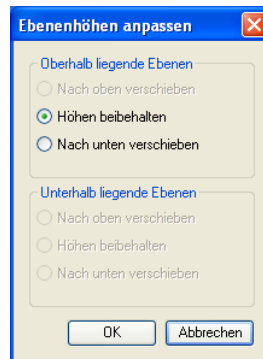 Ebenenhöhen anpassen
Oberhalb liegende Ebenen
Nach oben verschieben
Höhen beibehalten
Nach unten verschieben
Unterhalb liegende Ebenen
Nach oben verschieben
Höhen beibehalten
Nach unten verschieben
OK Abbrechen